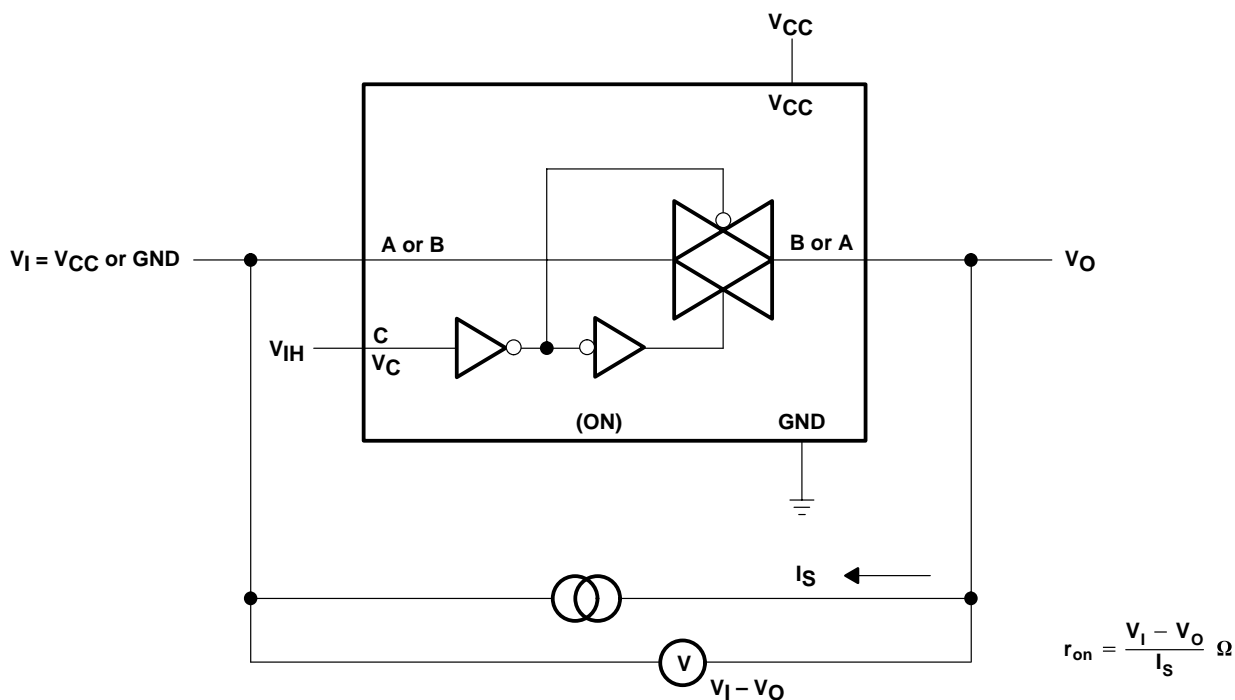 VCC
VCC
A or B
B or A
VI = VCC or GND
VO
C
VIH
VC
(ON)
GND
IS
V
VI – VO
ron = VI – VO / IS Ω